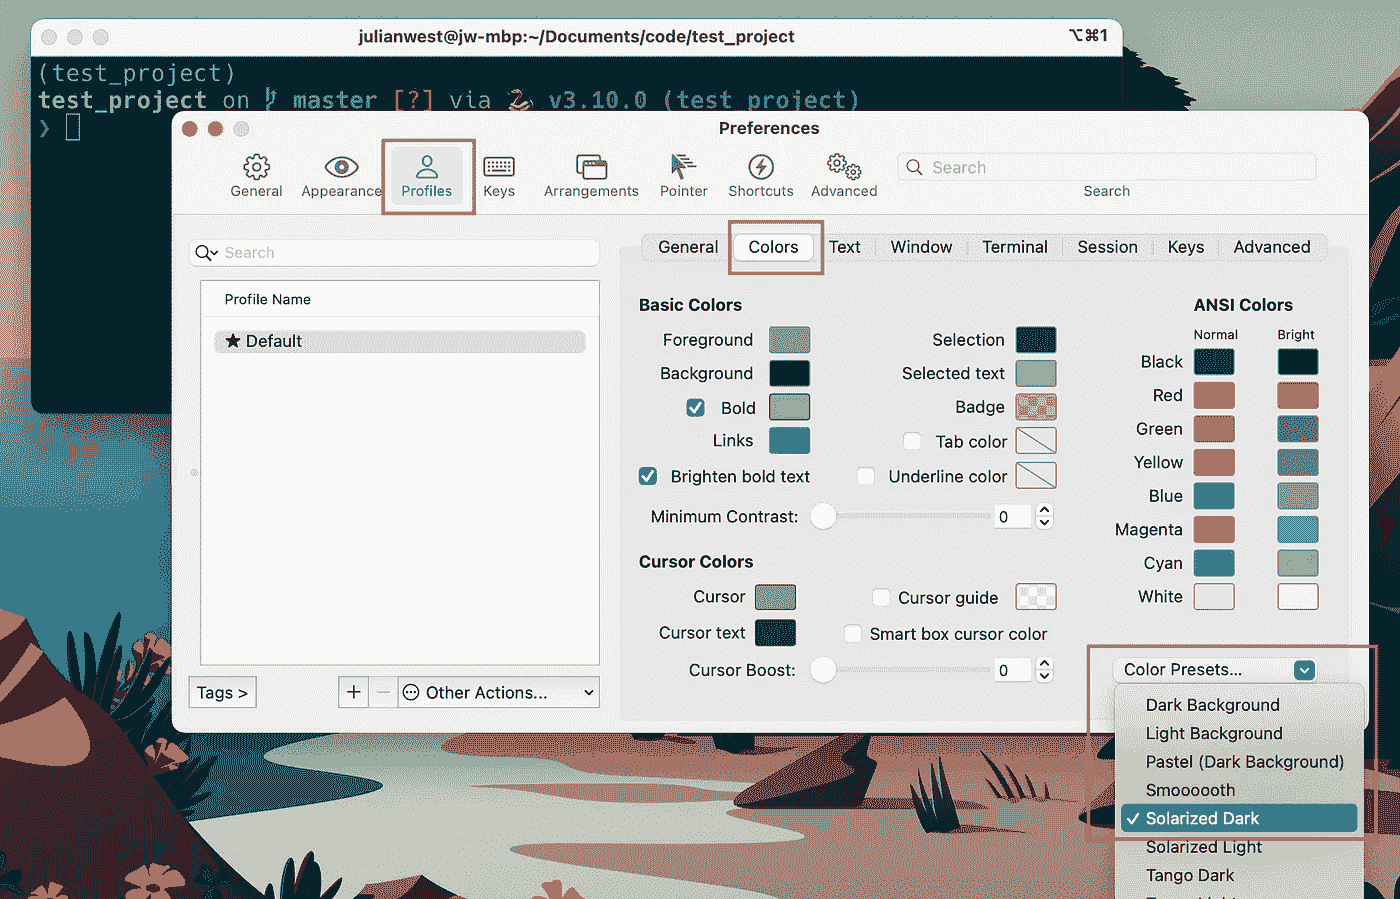 julianwest@jw-mbp:~/Documents/code/test_project
⌥⌘1
(test_project)
test_project on master [?] via v3.10.0 (test_project)
❯
Preferences
General
Appearance
Profiles
Keys
Arrangements
Pointer
Shortcuts
Advanced
Search
Search
Search
Profile Name
★ Default
Tags >
+
−
Other Actions...
General
Colors
Text
Window
Terminal
Session
Keys
Advanced
Basic Colors
Foreground
Background
Bold
Links
Brighten bold text
Minimum Contrast:
0
Selection
Selected text
Badge
Tab color
Underline color
Cursor Colors
Cursor
Cursor text
Cursor Boost:
0
Cursor guide
Smart box cursor color
ANSI Colors
Normal
Bright
Black
Red
Green
Yellow
Blue
Magenta
Cyan
White
Color Presets...
Dark Background
Light Background
Pastel (Dark Background)
Smoooooth
✓ Solarized Dark
Solarized Light
Tango Dark